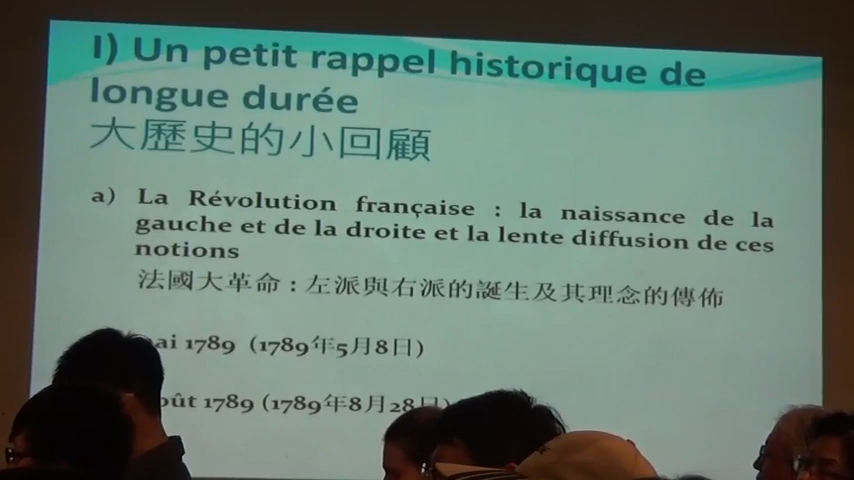 I) Un petit rappel historique de
longue durée
大歷史的小回顧
a) La Révolution française : la naissance de la
gauche et de la droite et la lente diffusion de ces
notions
法國大革命：左派與右派的誕生及其理念的傳佈
1789 (1789年5月8日)
1789 (1789年8月28日)